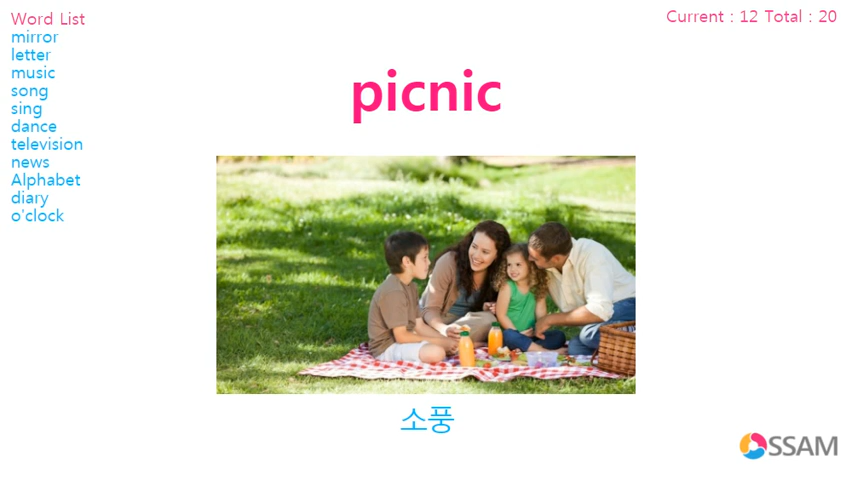 Word List
mirror
letter
music
song
sing
dance
television
news
Alphabet
diary
o'clock
Current : 12 Total : 20
picnic
소풍
SSAM